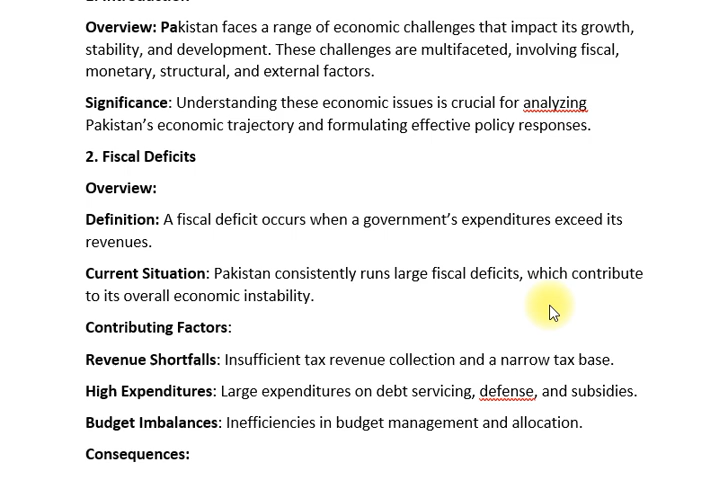 Overview: Pakistan faces a range of economic challenges that impact its growth,
stability, and development. These challenges are multifaceted, involving fiscal,
monetary, structural, and external factors.
Significance: Understanding these economic issues is crucial for analyzing
Pakistan’s economic trajectory and formulating effective policy responses.
2. Fiscal Deficits
Overview:
Definition: A fiscal deficit occurs when a government’s expenditures exceed its
revenues.
Current Situation: Pakistan consistently runs large fiscal deficits, which contribute
to its overall economic instability.
Contributing Factors:
Revenue Shortfalls: Insufficient tax revenue collection and a narrow tax base.
High Expenditures: Large expenditures on debt servicing, defense, and subsidies.
Budget Imbalances: Inefficiencies in budget management and allocation.
Consequences: